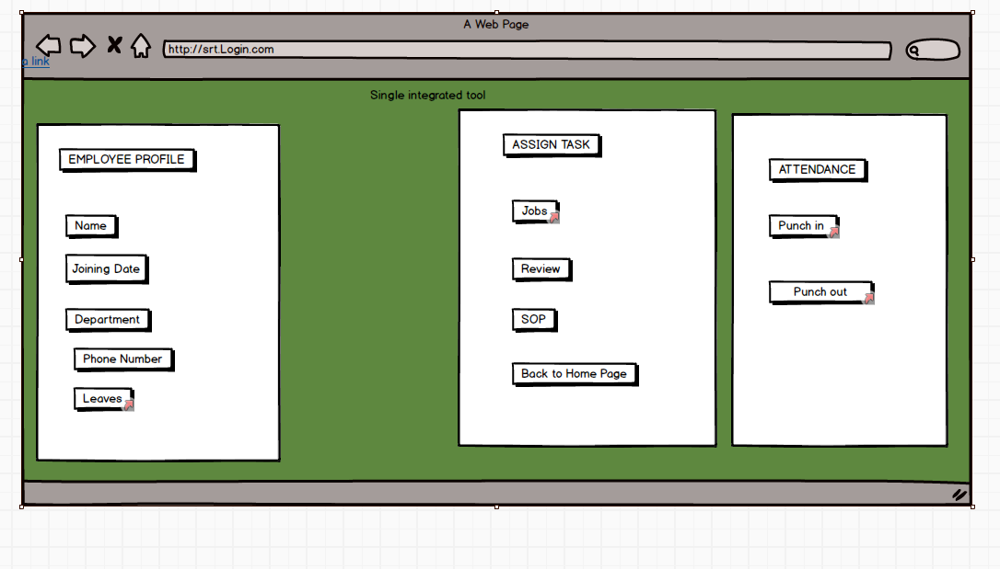 A Web Page
http://srt.Login.com
a link
Single integrated tool
EMPLOYEE PROFILE
Name
Joining Date
Department
Phone Number
Leaves
ASSIGN TASK
Jobs
Review
SOP
Back to Home Page
ATTENDANCE
Punch in
Punch out